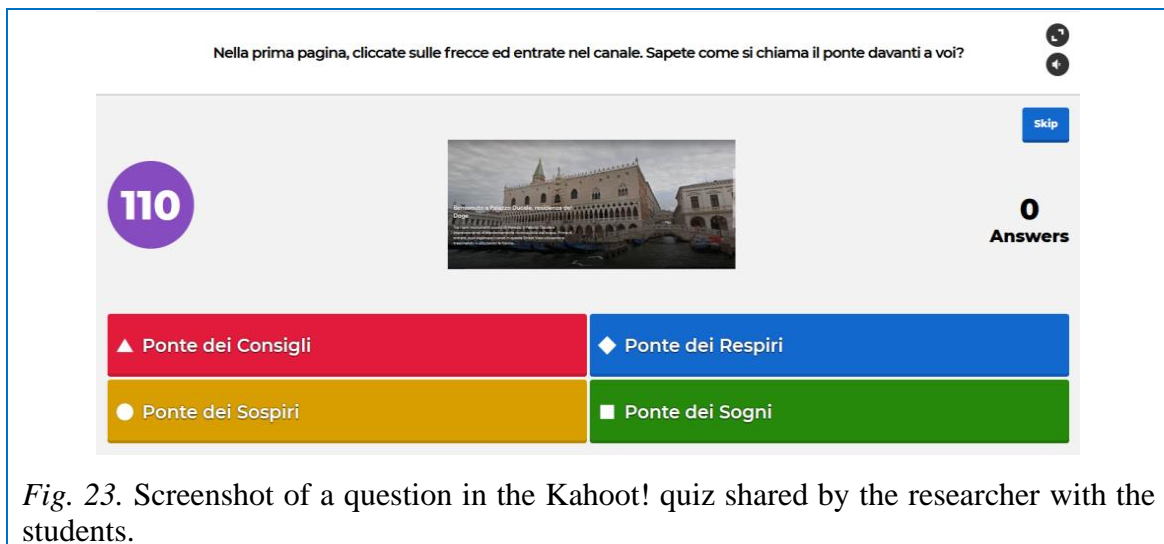 Nella prima pagina, cliccate sulle frecce ed entrate nel canale. Sapete come si chiama il ponte davanti a voi?
Skip
110
Benvenuto a Palazzo Ducale, residenza del
Doge
0
Answers
Ponte dei Consigli
Ponte dei Respiri
Ponte dei Sospiri
Ponte dei Sogni
Fig. 23. Screenshot of a question in the Kahoot! quiz shared by the researcher with the
students.